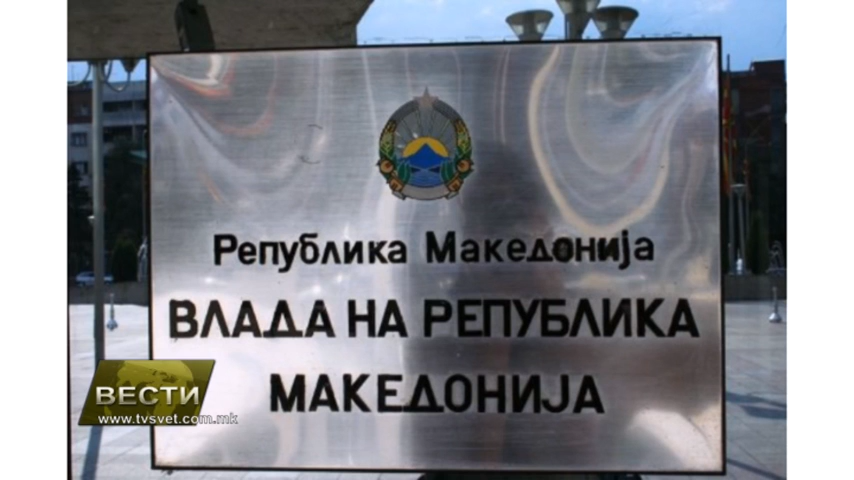 Република Македонија
ВЛАДА НА РЕПУБЛИКА
МАКЕДОНИЈА
ВЕСТИ
www.tvsvet.com.mk